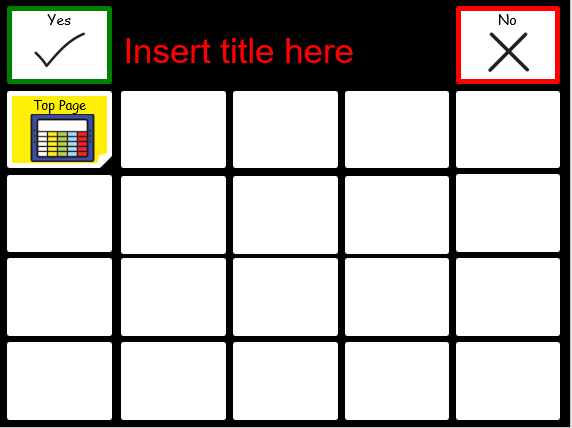 Yes
Insert title here
No
Top Page